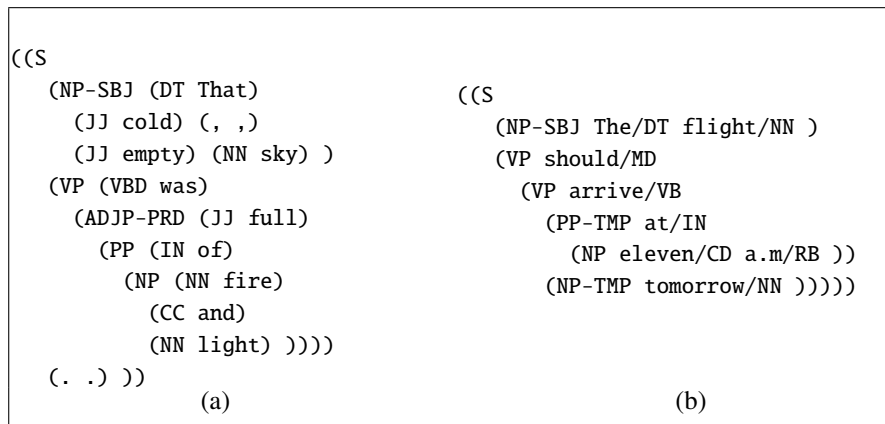 ((S
(NP-SBJ (DT That)
(JJ cold) (, ,)
(JJ empty) (NN sky) )
(VP (VBD was)
(ADJP-PRD (JJ full)
(PP (IN of)
(NP (NN fire)
(CC and)
(NN light) ))))
(. .) ))
(a)
((S
(NP-SBJ The/DT flight/NN )
(VP should/MD
(VP arrive/VB
(PP-TMP at/IN
(NP eleven/CD a.m/RB ))
(NP-TMP tomorrow/NN )))))
(b)